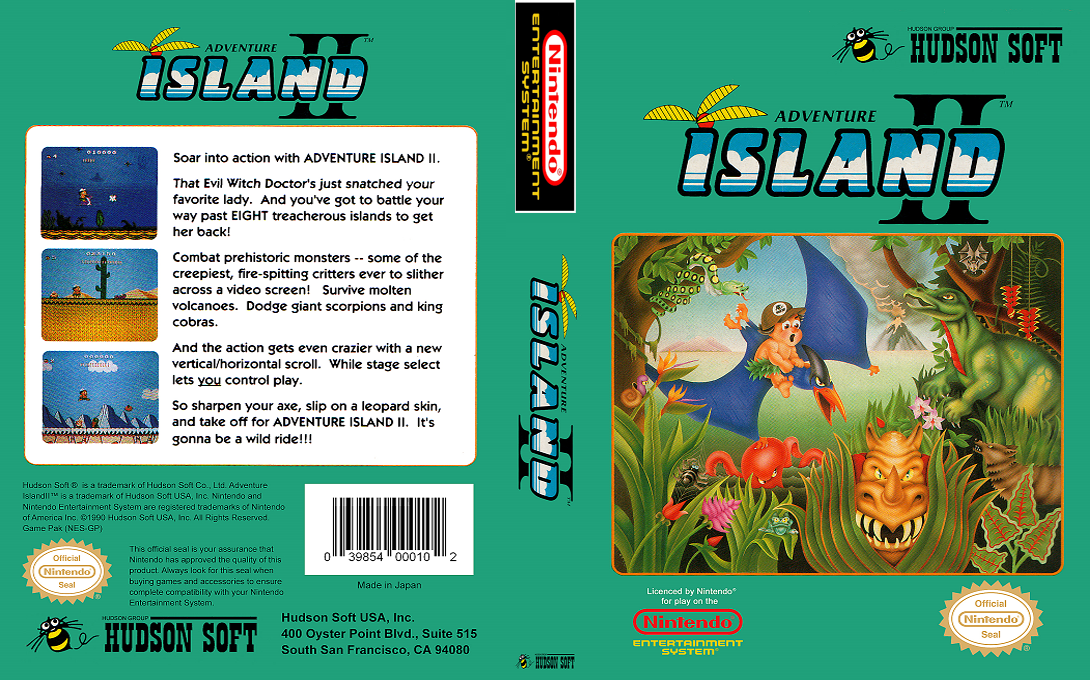 ADVENTURE
ISLAND II™
Soar into action with ADVENTURE ISLAND II.
That Evil Witch Doctor's just snatched your
favorite lady. And you've got to battle your
way past EIGHT treacherous islands to get
her back!
Combat prehistoric monsters -- some of the
creepiest, fire-spitting critters ever to slither
across a video screen! Survive molten
volcanoes. Dodge giant scorpions and king
cobras.
And the action gets even crazier with a new
vertical/horizontal scroll. While stage select
lets you control play.
So sharpen your axe, slip on a leopard skin,
and take off for ADVENTURE ISLAND II. It's
gonna be a wild ride!!!
Hudson Soft ® is a trademark of Hudson Soft Co., Ltd. Adventure
IslandII™ is a trademark of Hudson Soft USA, Inc. Nintendo and
Nintendo Entertainment System are registered trademarks of Nintendo
of America Inc. ©1990 Hudson Soft USA, Inc. All Rights Reserved.
Game Pak (NES-GP)
Official
Nintendo
Seal
This official seal is your assurance that
Nintendo has approved the quality of this
product. Always look for this seal when
buying games and accessories to ensure
complete compatibility with your Nintendo
Entertainment System.
0 39854 00010 2
Made in Japan
HUDSON GROUP
HUDSON SOFT
Hudson Soft USA, Inc.
400 Oyster Point Blvd., Suite 515
South San Francisco, CA 94080
Nintendo®
ENTERTAINMENT
SYSTEM®
ADVENTURE
ISLAND II™
HUDSON SOFT
HUDSON GROUP
HUDSON SOFT
ADVENTURE
ISLAND II™
Licenced by Nintendo®
for play on the
Nintendo
ENTERTAINMENT
SYSTEM®
Official
Nintendo
Seal
®